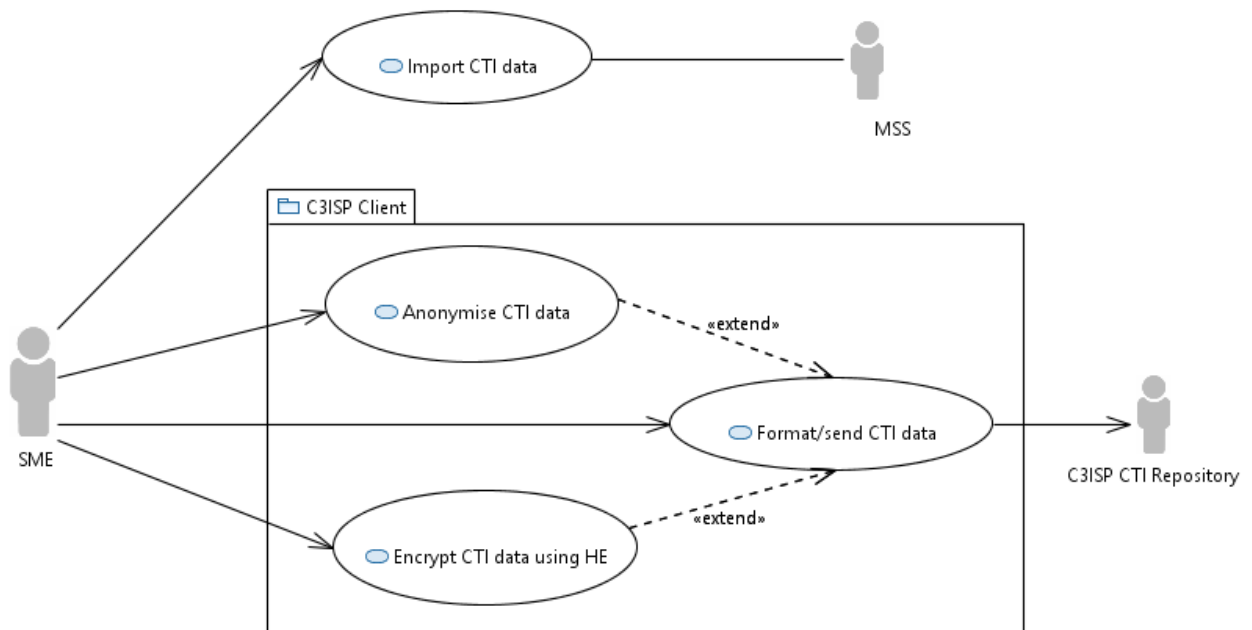 Import CTI data
MSS
C3ISP Client
Anonymise CTI data
«extend»
Format/send CTI data
SME
C3ISP CTI Repository
«extend»
Encrypt CTI data using HE